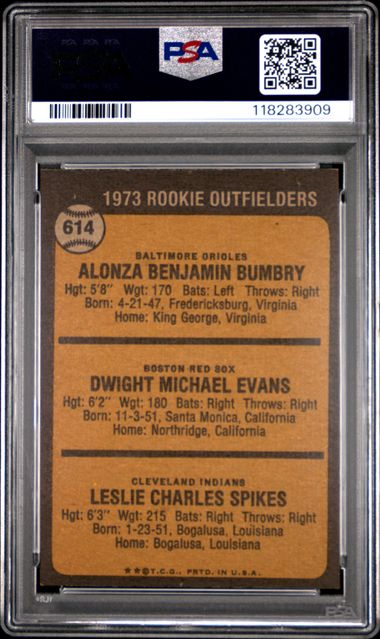 PSA
PSA
118283909
1973 ROOKIE OUTFIELDERS
614
BALTIMORE ORIOLES
ALONZA BENJAMIN BUMBRY
Hgt: 5'8" Wgt: 170 Bats: Left Throws: Right
Born: 4-21-47, Fredericksburg, Virginia
Home: King George, Virginia
BOSTON RED SOX
DWIGHT MICHAEL EVANS
Hgt: 6'2" Wgt: 180 Bats: Right Throws: Right
Born: 11-3-51, Santa Monica, California
Home: Northridge, California
CLEVELAND INDIANS
LESLIE CHARLES SPIKES
Hgt: 6'3" Wgt: 215 Bats: Right Throws: Right
Born: 1-23-51, Bogalusa, Louisiana
Home: Bogalusa, Louisiana
**© T.C.G. PRTD. IN U.S.A.
PSA